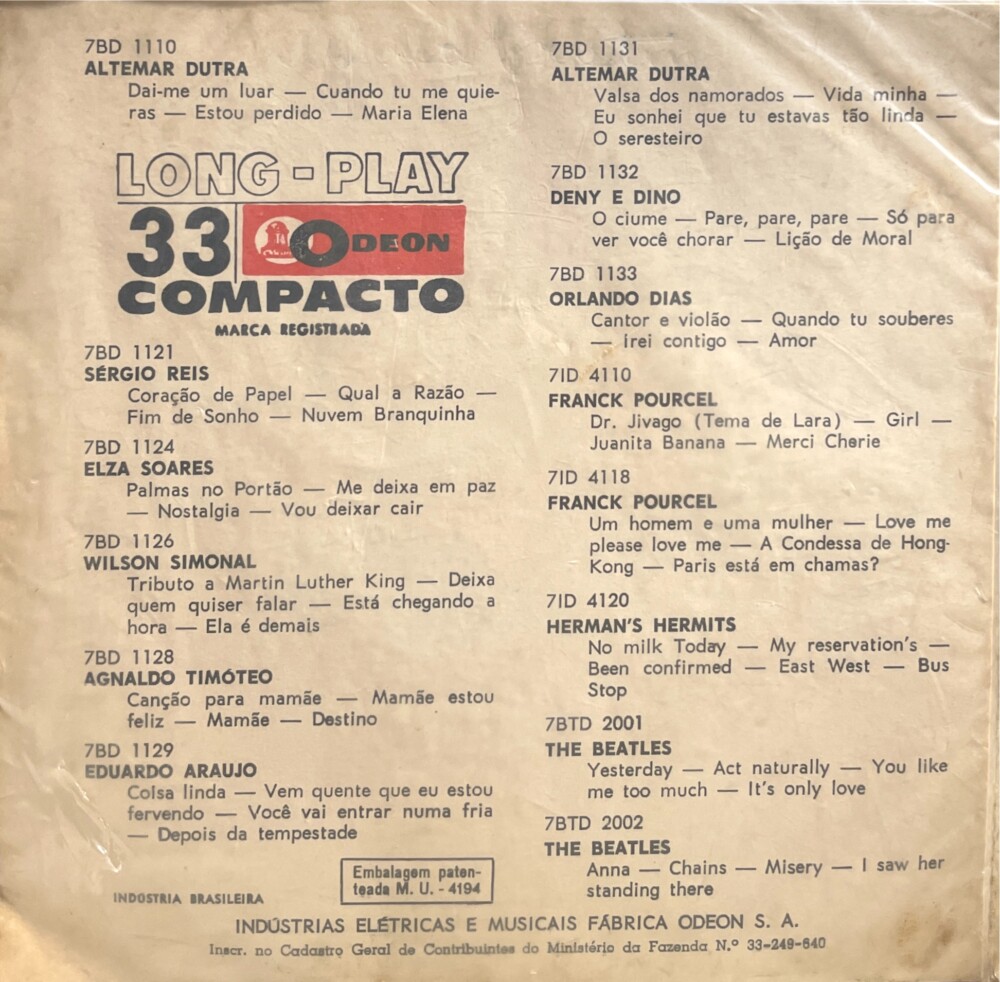 7BD 1110
ALTEMAR DUTRA
Dai-me um luar — Cuando tu me quie-
ras — Estou perdido — Maria Elena
LONG-PLAY
33 ODEON
COMPACTO
MARCA REGISTRADA
7BD 1121
SÉRGIO REIS
Coração de Papel — Qual a Razão —
Fim de Sonho — Nuvem Branquinha
7BD 1124
ELZA SOARES
Palmas no Portão — Me deixa em paz
— Nostalgia — Vou deixar cair
7BD 1126
WILSON SIMONAL
Tributo a Martin Luther King — Deixa
quem quiser falar — Está chegando a
hora — Ela é demais
7BD 1128
AGNALDO TIMÓTEO
Canção para mamãe — Mamãe estou
feliz — Mamãe — Destino
7BD 1129
EDUARDO ARAUJO
Coisa linda — Vem quente que eu estou
fervendo — Você vai entrar numa fria
— Depois da tempestade
7BD 1131
ALTEMAR DUTRA
Valsa dos namorados — Vida minha —
Eu sonhei que tu estavas tão linda —
O seresteiro
7BD 1132
DENY E DINO
O ciume — Pare, pare, pare — Só para
ver você chorar — Lição de Moral
7BD 1133
ORLANDO DIAS
Cantor e violão — Quando tu souberes
— Irei contigo — Amor
7ID 4110
FRANCK POURCEL
Dr. Jivago (Tema de Lara) — Girl —
Juanita Banana — Merci Cherie
7ID 4118
FRANCK POURCEL
Um homem e uma mulher — Love me
please love me — A Condessa de Hong-
Kong — Paris está em chamas?
7ID 4120
HERMAN'S HERMITS
No milk Today — My reservation's —
Been confirmed — East West — Bus
Stop
7BTD 2001
THE BEATLES
Yesterday — Act naturally — You like
me too much — It's only love
7BTD 2002
THE BEATLES
Anna — Chains — Misery — I saw her
standing there
INDÚSTRIA BRASILEIRA
Embalagem paten-
teada M. U. - 4194
INDÚSTRIAS ELÉTRICAS E MUSICAIS FÁBRICA ODEON S. A.
Inscr. no Cadastro Geral de Contribuintes do Ministério da Fazenda N.º 33-249-640